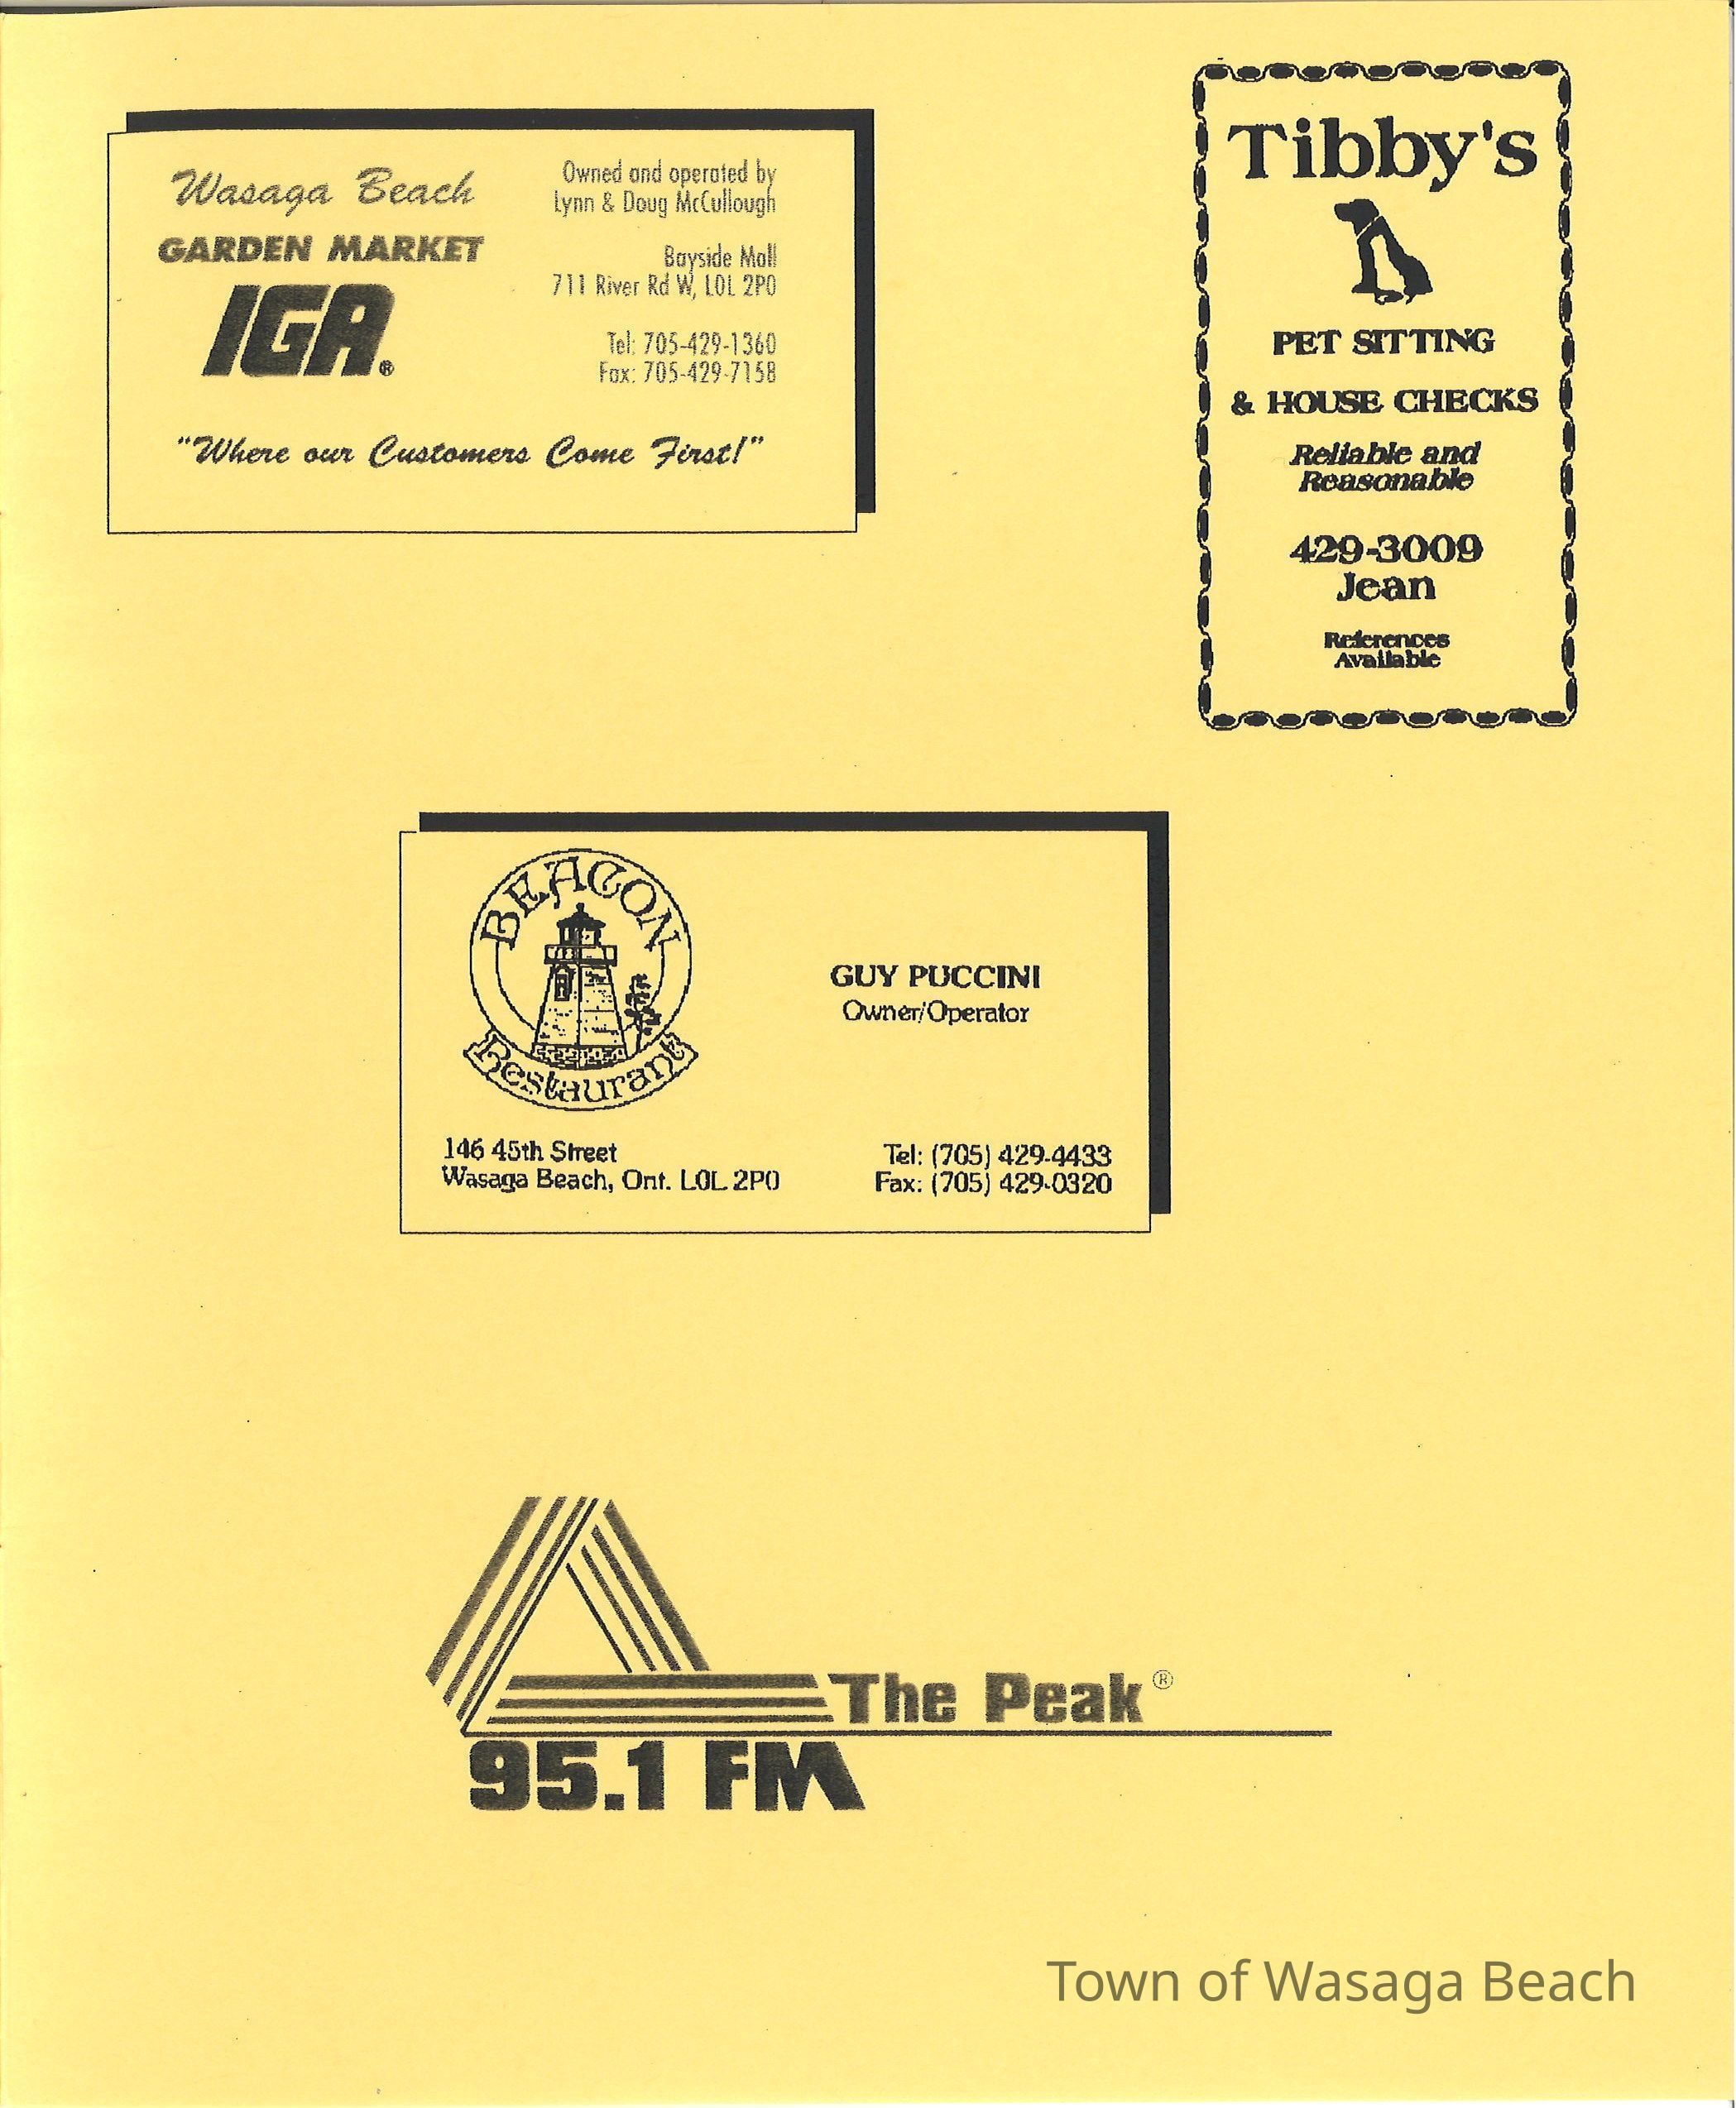 Wasaga Beach
GARDEN MARKET
IGA®
Owned and operated by
Lynn & Doug McCullough
Bayside Mall
711 River Rd W, L0L 2P0
Tel: 705-429-1360
Fax: 705-429-7158
"Where our Customers Come First!"
Tibby's
PET SITTING
& HOUSE CHECKS
Reliable and
Reasonable
429-3009
Jean
References
Available
BEACON
Restaurant
GUY PUCCINI
Owner/Operator
146 45th Street
Wasaga Beach, Ont. L0L 2P0
Tel: (705) 429-4433
Fax: (705) 429-0320
The Peak®
95.1 FM
Town of Wasaga Beach